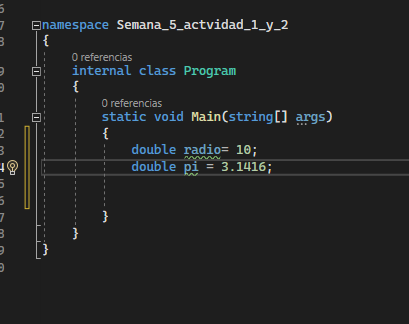 namespace Semana_5_actvidad_1_y_2
{
0 referencias
internal class Program
{
0 referencias
static void Main(string[] args)
{
double radio= 10;
double pi = 3.1416;
}
}
}